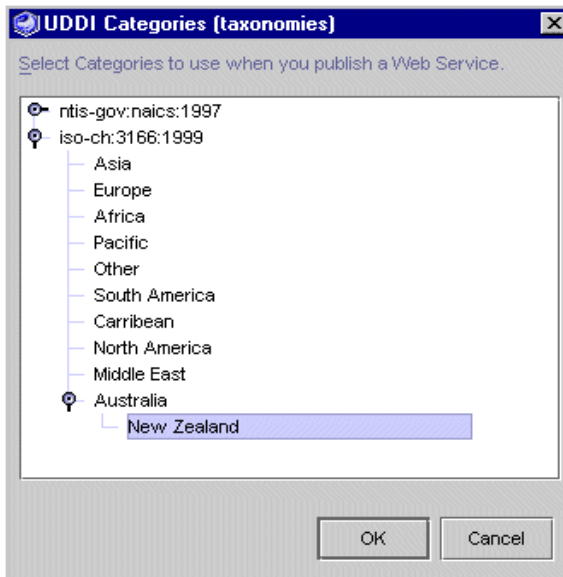 UDDI Categories (taxonomies)
Select Categories to use when you publish a Web Service.
ntis-gov:naics:1997
iso-ch:3166:1999
Asia
Europe
Africa
Pacific
Other
South America
Carribean
North America
Middle East
Australia
New Zealand
OK Cancel